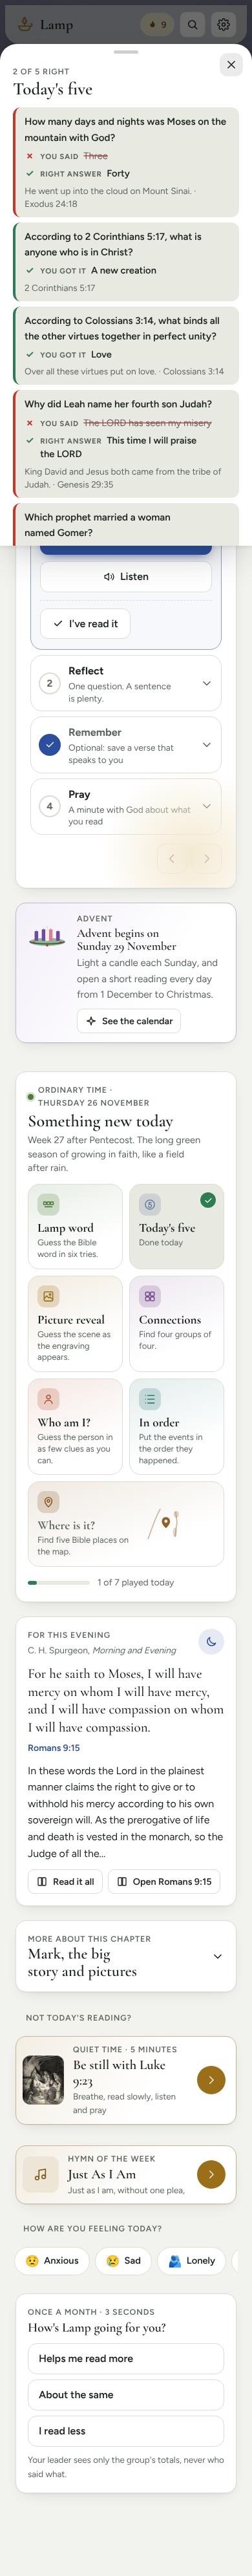 Lamp
9
2 OF 5 RIGHT
Today's five
How many days and nights was Moses on the
mountain with God?
YOU SAID Three
RIGHT ANSWER Forty
He went up into the cloud on Mount Sinai. ·
Exodus 24:18
According to 2 Corinthians 5:17, what is
anyone who is in Christ?
YOU GOT IT A new creation
2 Corinthians 5:17
According to Colossians 3:14, what binds all
the other virtues together in perfect unity?
YOU GOT IT Love
Over all these virtues put on love. · Colossians 3:14
Why did Leah name her fourth son Judah?
YOU SAID The LORD has seen my misery
RIGHT ANSWER This time I will praise
the LORD
King David and Jesus both came from the tribe of
Judah. · Genesis 29:35
Which prophet married a woman
named Gomer?
Listen
I've read it
2
Reflect
One question. A sentence
is plenty.
Remember
Optional: save a verse that
speaks to you
4
Pray
A minute with God about what
you read
ADVENT
Advent begins on
Sunday 29 November
Light a candle each Sunday, and
open a short reading every day
from 1 December to Christmas.
See the calendar
ORDINARY TIME ·
THURSDAY 26 NOVEMBER
Something new today
Week 27 after Pentecost. The long green
season of growing in faith, like a field
after rain.
Lamp word
Guess the Bible
word in six tries.
5
Today's five
Done today
Picture reveal
Guess the scene as
the engraving
appears.
Connections
Find four groups of
four.
Who am I?
Guess the person in
as few clues as you
can.
In order
Put the events in
the order they
happened.
Where is it?
Find five Bible places on
the map.
1 of 7 played today
FOR THIS EVENING
C. H. Spurgeon, Morning and Evening
For he saith to Moses, I will have
mercy on whom I will have mercy,
and I will have compassion on whom
I will have compassion.
Romans 9:15
In these words the Lord in the plainest
manner claims the right to give or to
withhold his mercy according to his own
sovereign will. As the prerogative of life
and death is vested in the monarch, so the
Judge of all the…
Read it all
Open Romans 9:15
MORE ABOUT THIS CHAPTER
Mark, the big
story and pictures
NOT TODAY'S READING?
QUIET TIME · 5 MINUTES
Be still with Luke
9:23
Breathe, read slowly, listen
and pray
HYMN OF THE WEEK
Just As I Am
Just as I am, without one plea,
HOW ARE YOU FEELING TODAY?
Anxious
Sad
Lonely
ONCE A MONTH · 3 SECONDS
How's Lamp going for you?
Helps me read more
About the same
I read less
Your leader sees only the group's totals, never who
said what.